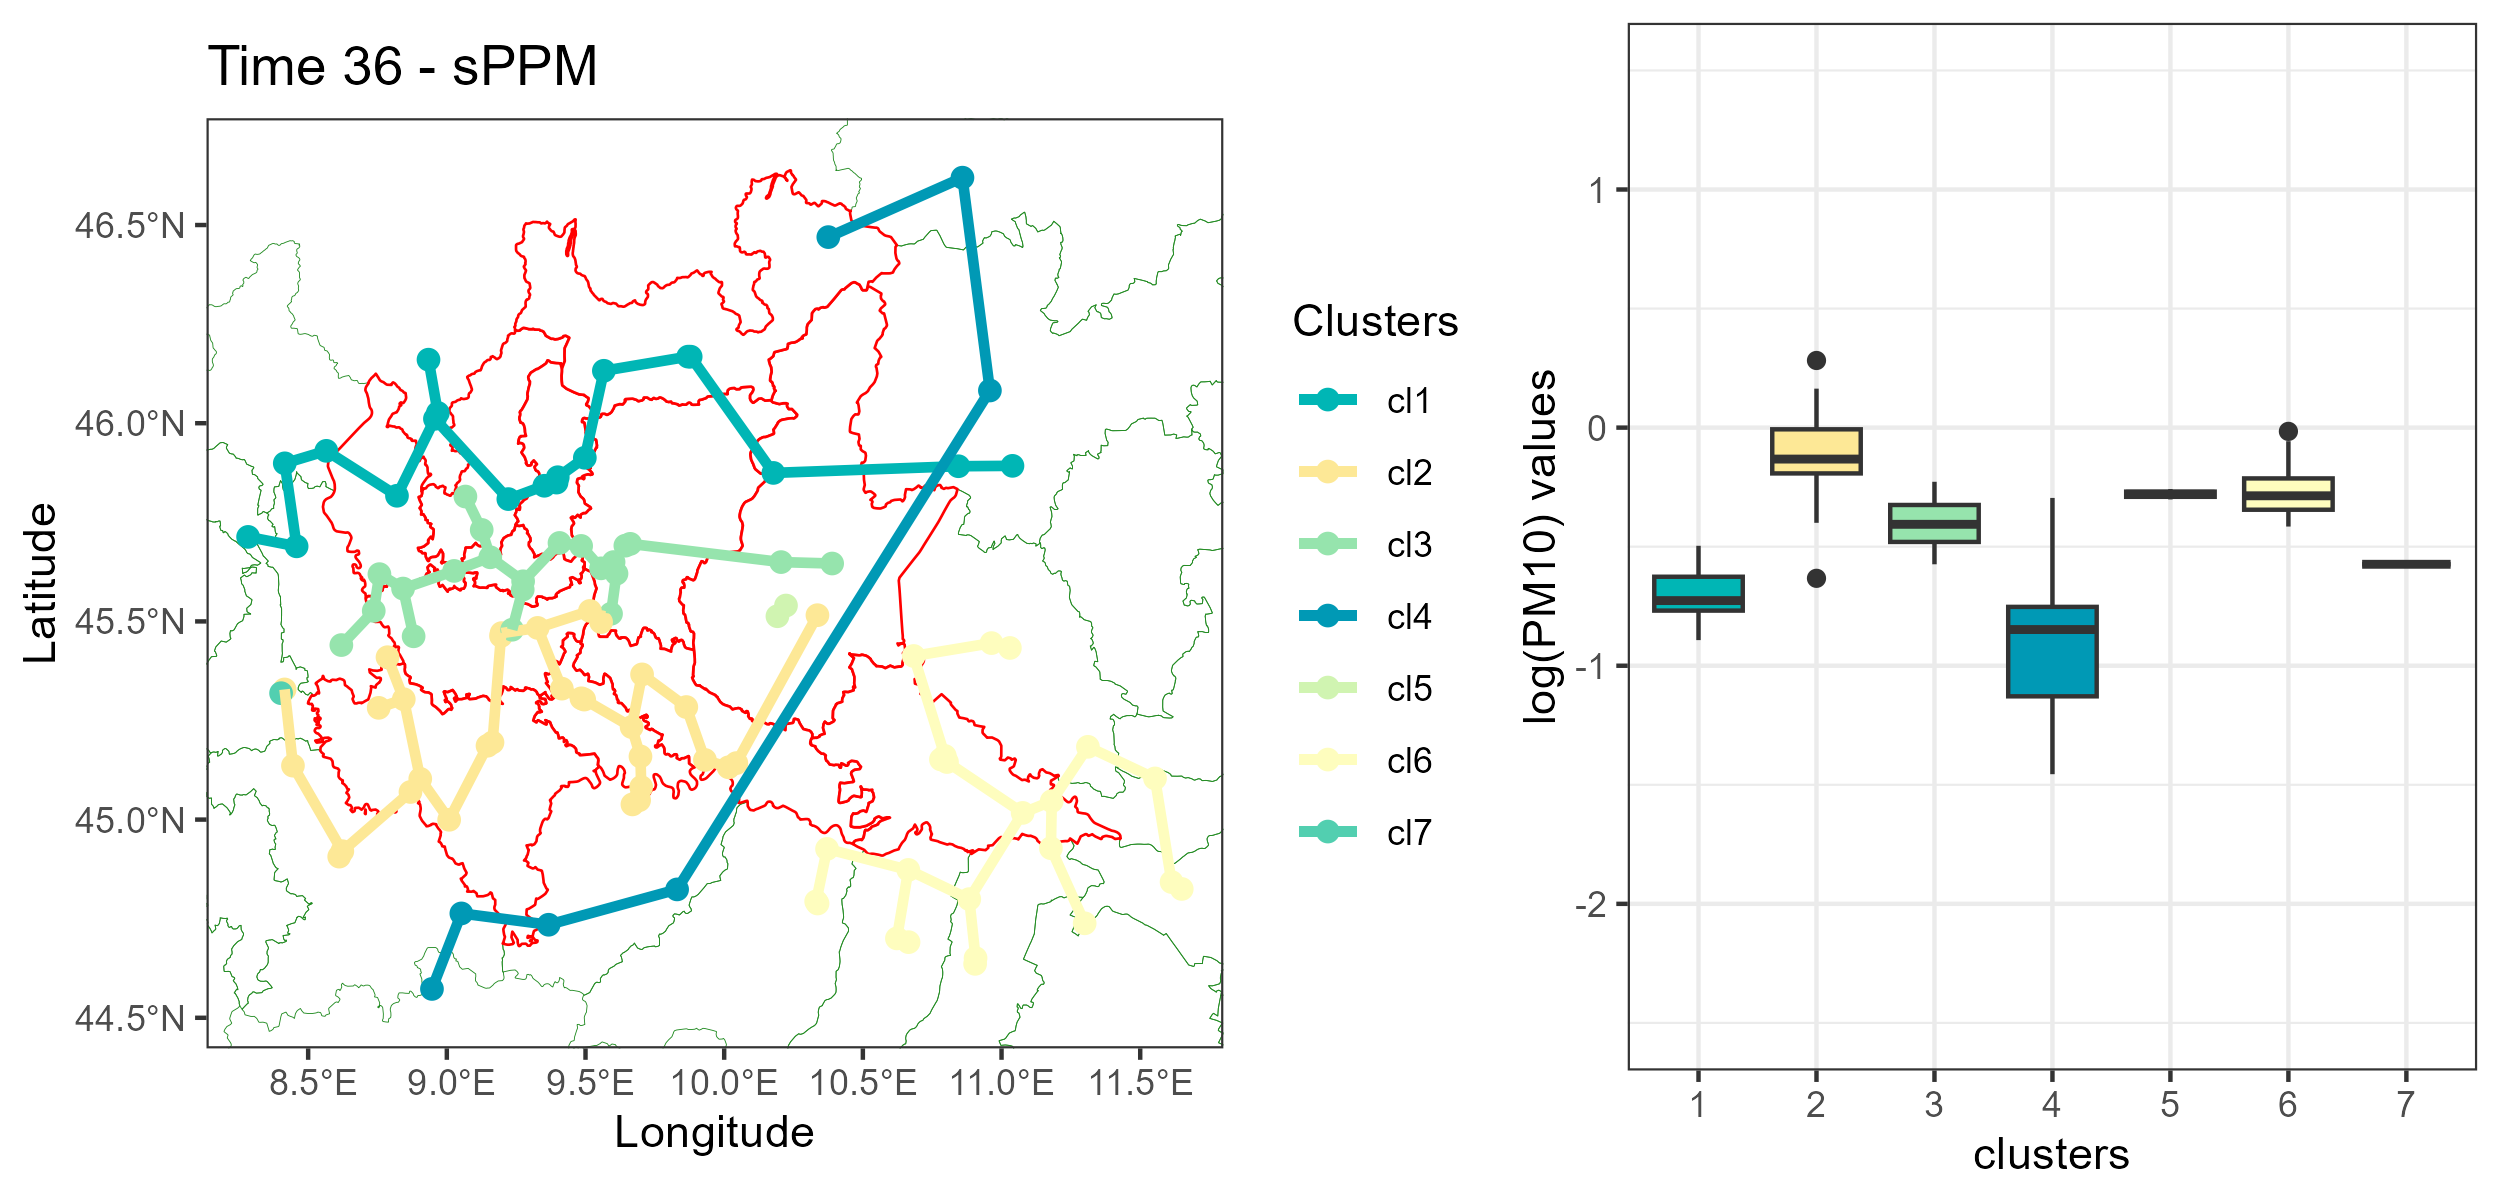 Time 36 - sPPM
Latitude
46.5°N
46.0°N
45.5°N
45.0°N
44.5°N
8.5°E 9.0°E 9.5°E 10.0°E 10.5°E 11.0°E 11.5°E
Longitude
Clusters
cl1
cl2
cl3
cl4
cl5
cl6
cl7
log(PM10) values
1
0
-1
-2
1 2 3 4 5 6 7
clusters